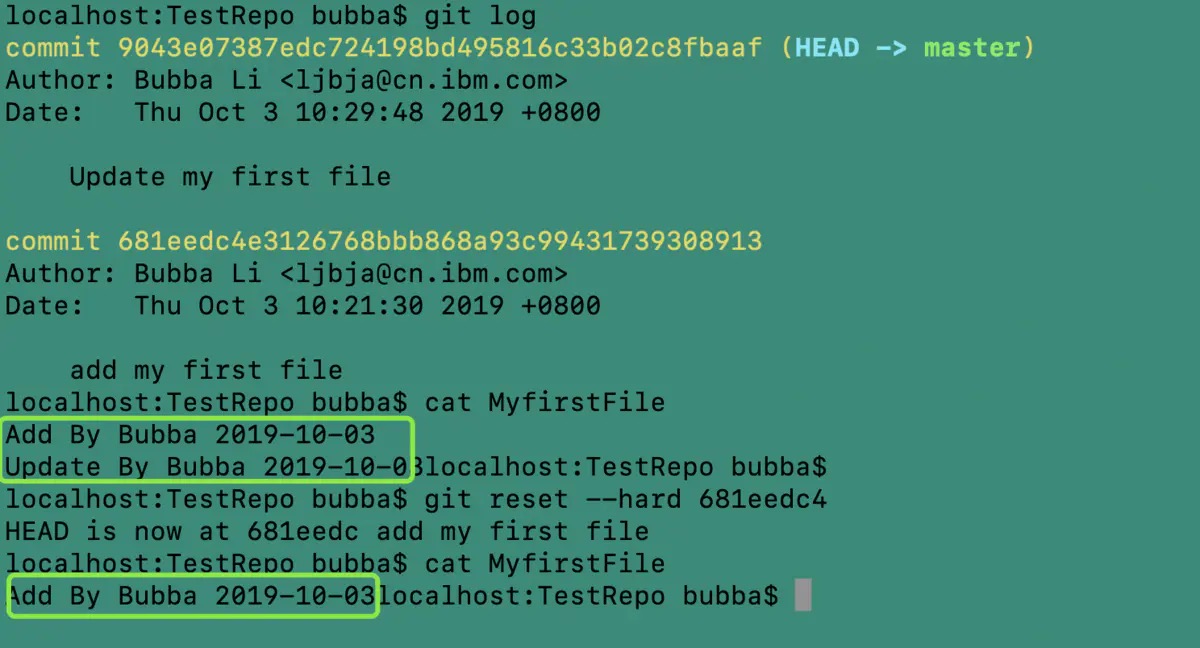 localhost:TestRepo bubba$ git log
commit 9043e07387edc724198bd495816c33b02c8fbaaf (HEAD -> master)
Author: Bubba Li <ljbja@cn.ibm.com>
Date:   Thu Oct 3 10:29:48 2019 +0800
Update my first file
commit 681eedc4e3126768bbb868a93c99431739308913
Author: Bubba Li <ljbja@cn.ibm.com>
Date:   Thu Oct 3 10:21:30 2019 +0800
add my first file
localhost:TestRepo bubba$ cat MyfirstFile
Add By Bubba 2019-10-03
Update By Bubba 2019-10-03localhost:TestRepo bubba$
localhost:TestRepo bubba$ git reset --hard 681eedc4
HEAD is now at 681eedc add my first file
localhost:TestRepo bubba$ cat MyfirstFile
Add By Bubba 2019-10-03localhost:TestRepo bubba$